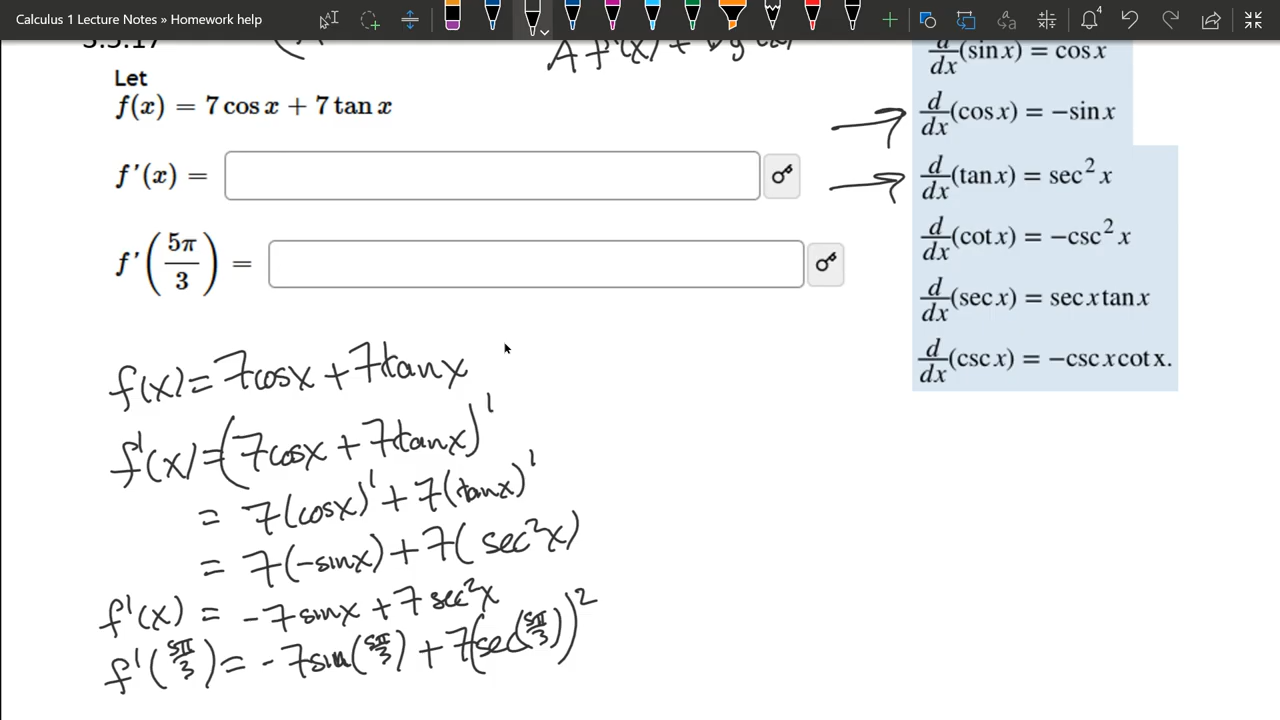 Calculus 1 Lecture Notes » Homework help
4
A f'(x) +
Let
f(x) = 7 cos x + 7 tan x
f'(x) =
f'(5π/3) =
d/dx(sin x) = cos x
d/dx(cos x) = −sin x
d/dx(tan x) = sec² x
d/dx(cot x) = −csc² x
d/dx(sec x) = sec x tan x
d/dx(csc x) = −csc x cot x.
f(x) = 7cosx + 7tanx
f'(x) = (7cosx + 7tanx)'
= 7(cosx)' + 7(tanx)'
= 7(-sinx) + 7(sec²x)
f'(x) = -7sinx + 7sec²x
f'(5π/3) = -7sin(5π/3) + 7(sec(5π/3))²